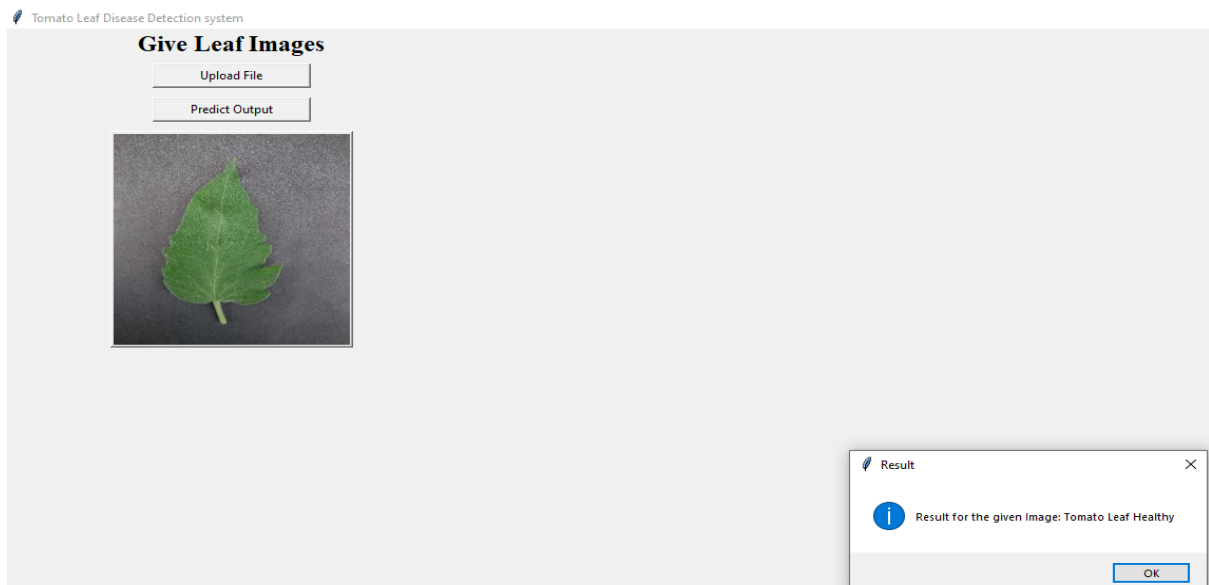 Tomato Leaf Disease Detection system
Give Leaf Images
Upload File
Predict Output
Result
Result for the given Image: Tomato Leaf Healthy
OK